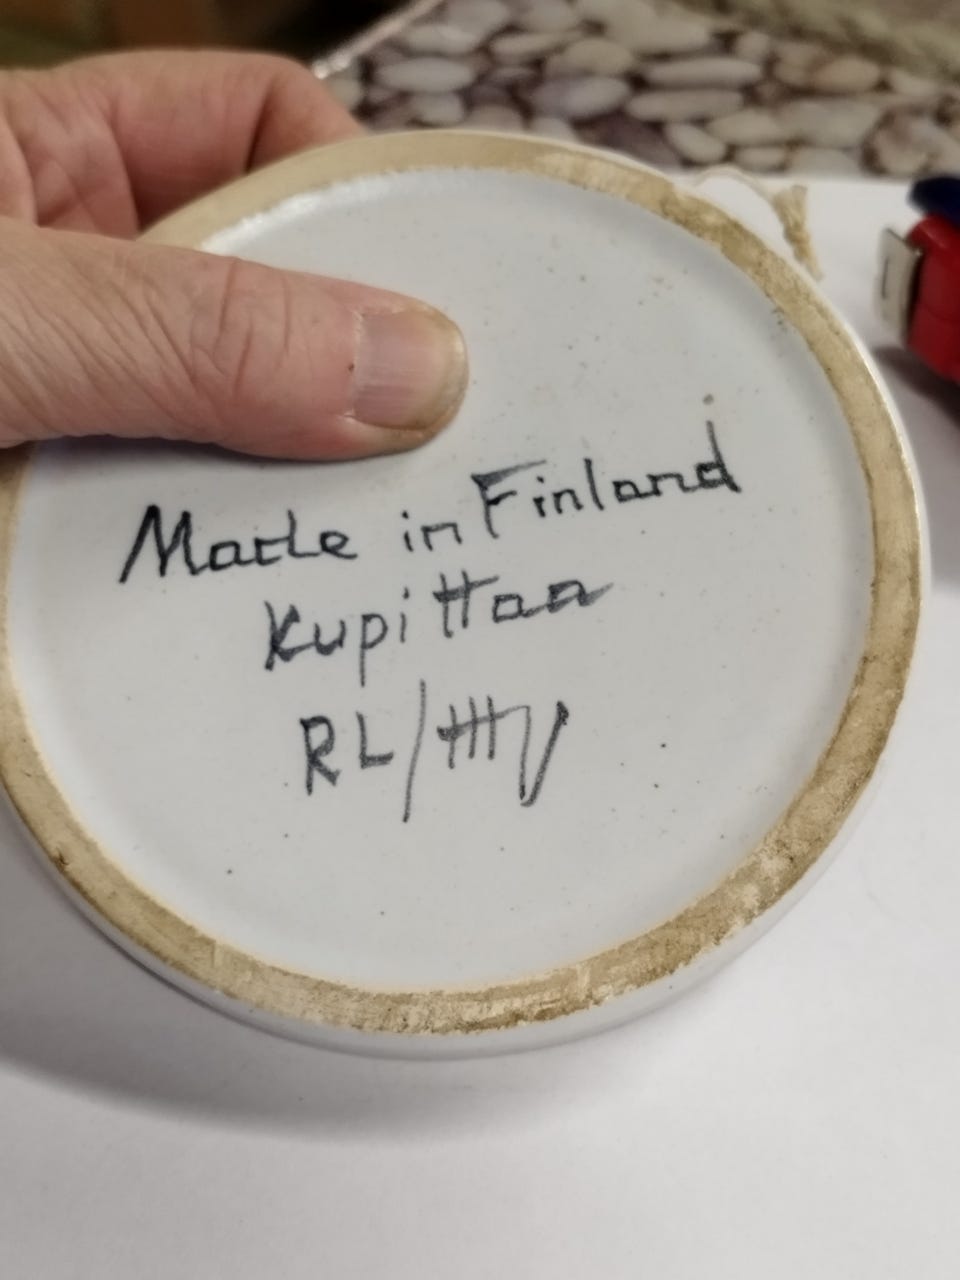 Made in Finland
Kupittaa
RL/